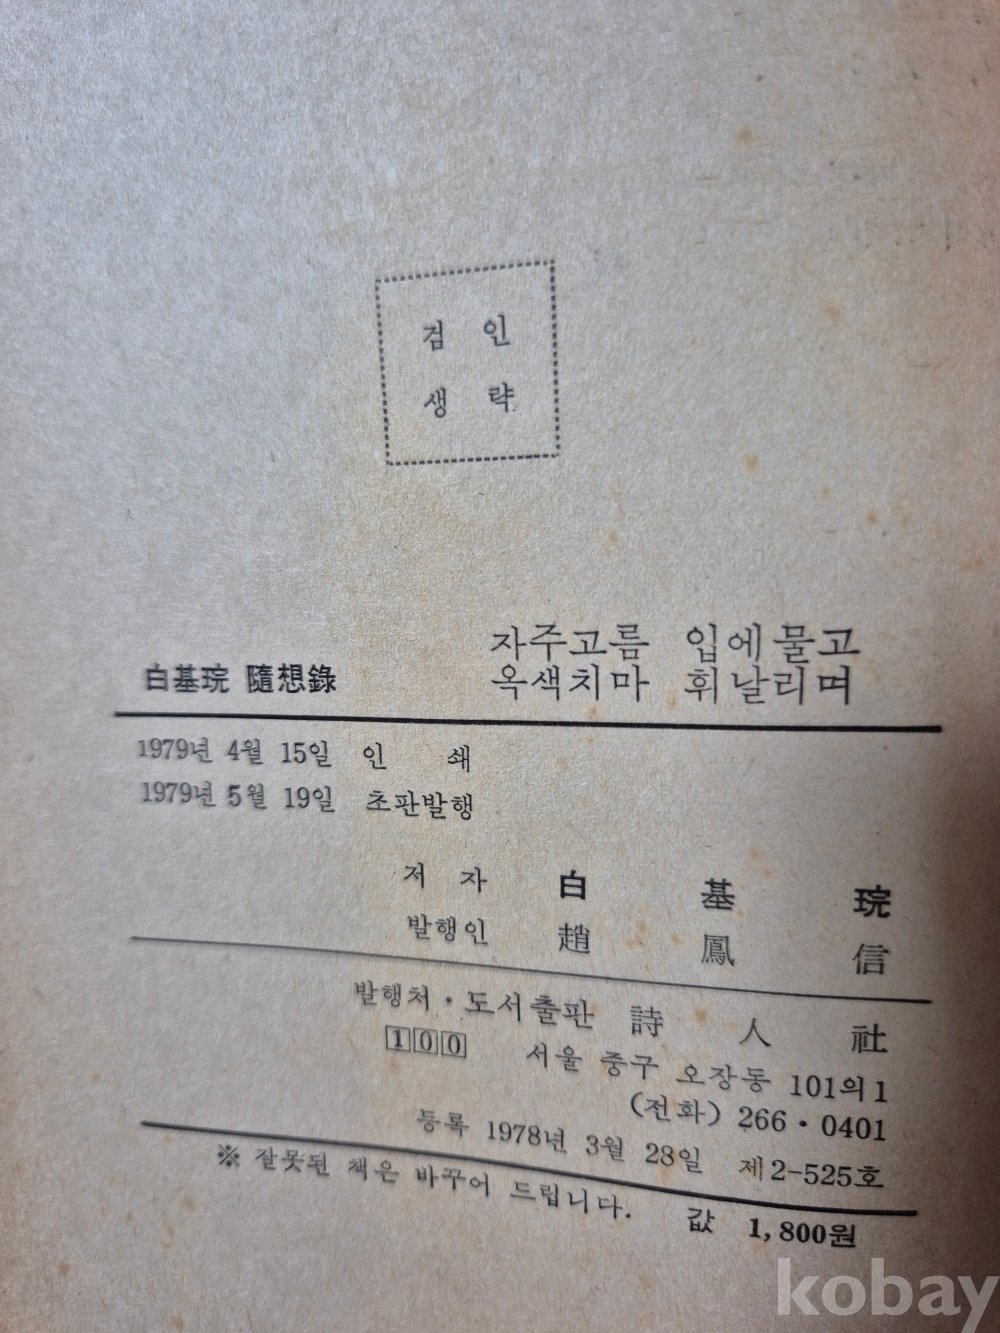 검 인
생 략
자주고름 입에물고
白基琓 隨想錄 옥색치마 휘날리며
1979년 4월 15일 인 쇄
1979년 5월 19일 초판발행
저 자 白 基 琓
발행인 趙 鳳 信
발행처·도서출판 詩 人 社
100 서울 중구 오장동 101의1
(전화) 266·0401
등록 1978년 3월 28일 제2-525호
※ 잘못된 책은 바꾸어 드립니다. 값 1,800원
kobay